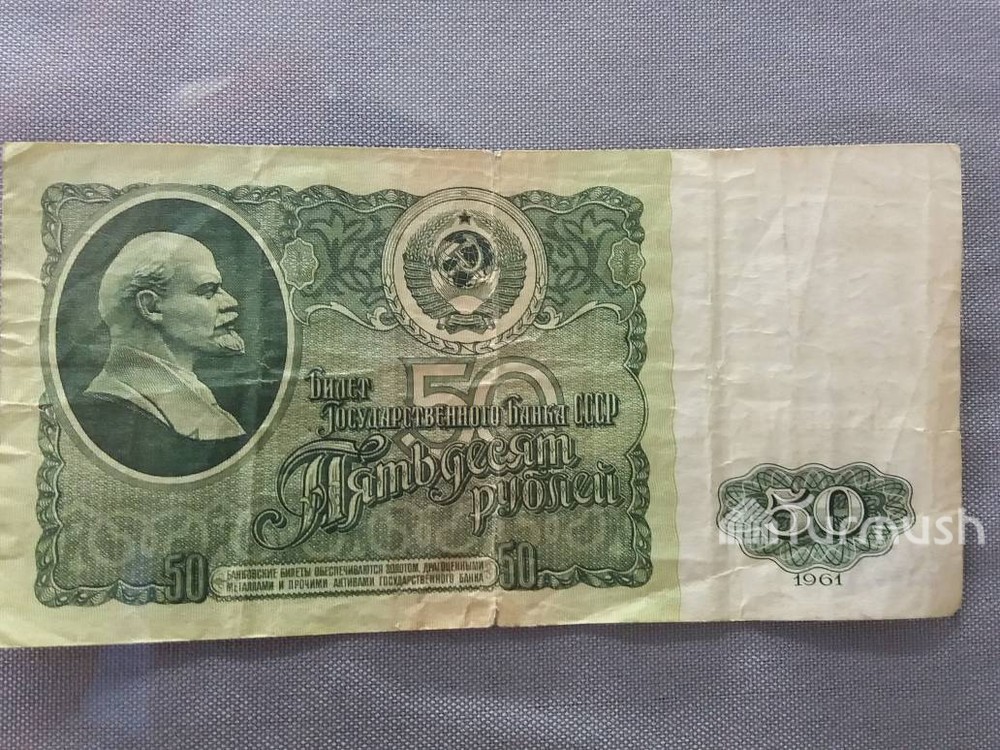 Билет
Государственного Банка СССР
50
Пятьдесят
рублей
50
БАНКОВСКИЕ БИЛЕТЫ ОБЕСПЕЧИВАЮТСЯ ЗОЛОТОМ, ДРАГОЦЕННЫМИ
МЕТАЛЛАМИ И ПРОЧИМИ АКТИВАМИ ГОСУДАРСТВЕННОГО БАНКА
50
50
1961
Turmush